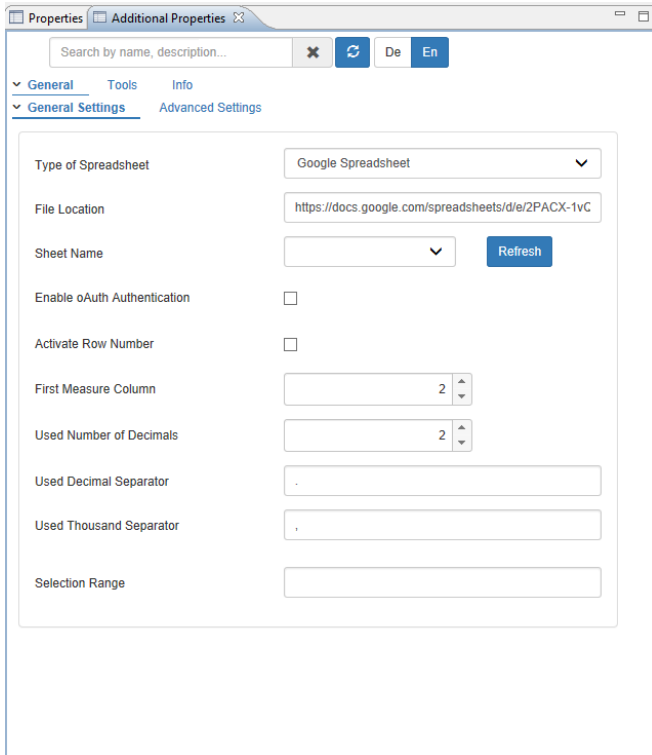 Properties Additional Properties
Search by name, description... De En
General Tools Info
General Settings Advanced Settings
Type of Spreadsheet Google Spreadsheet
File Location https://docs.google.com/spreadsheets/d/e/2PACX-1vC
Sheet Name Refresh
Enable oAuth Authentication
Activate Row Number
First Measure Column 2
Used Number of Decimals 2
Used Decimal Separator .
Used Thousand Separator ,
Selection Range